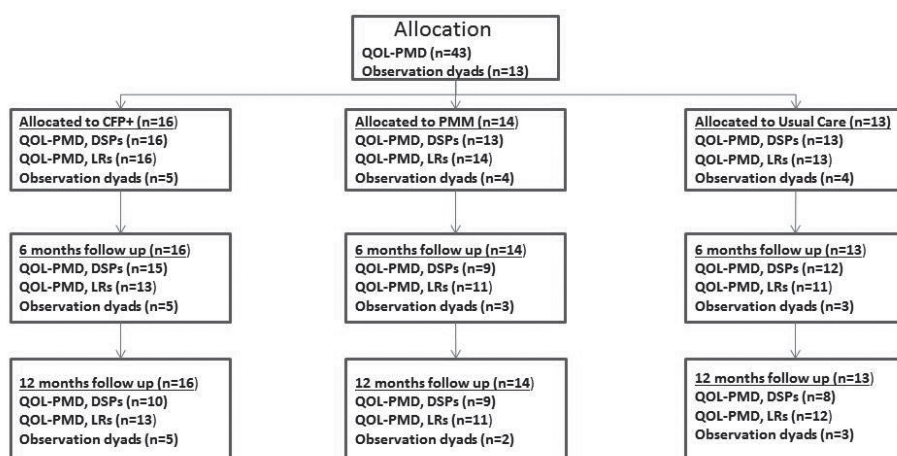 Allocation
QOL-PMD (n=43)
Observation dyads (n=13)
Allocated to CFP+ (n=16)
QOL-PMD, DSPs (n=16)
QOL-PMD, LRs (n=16)
Observation dyads (n=5)
Allocated to PMM (n=14)
QOL-PMD, DSPs (n=13)
QOL-PMD, LRs (n=14)
Observation dyads (n=4)
Allocated to Usual Care (n=13)
QOL-PMD, DSPs (n=13)
QOL-PMD, LRs (n=13)
Observation dyads (n=4)
6 months follow up (n=16)
QOL-PMD, DSPs (n=15)
QOL-PMD, LRs (n=13)
Observation dyads (n=5)
6 months follow up (n=14)
QOL-PMD, DSPs (n=9)
QOL-PMD, LRs (n=11)
Observation dyads (n=3)
6 months follow up (n=13)
QOL-PMD, DSPs (n=12)
QOL-PMD, LRs (n=11)
Observation dyads (n=3)
12 months follow up (n=16)
QOL-PMD, DSPs (n=10)
QOL-PMD, LRs (n=13)
Observation dyads (n=5)
12 months follow up (n=14)
QOL-PMD, DSPs (n=9)
QOL-PMD, LRs (n=11)
Observation dyads (n=2)
12 months follow up (n=13)
QOL-PMD, DSPs (n=8)
QOL-PMD, LRs (n=12)
Observation dyads (n=3)